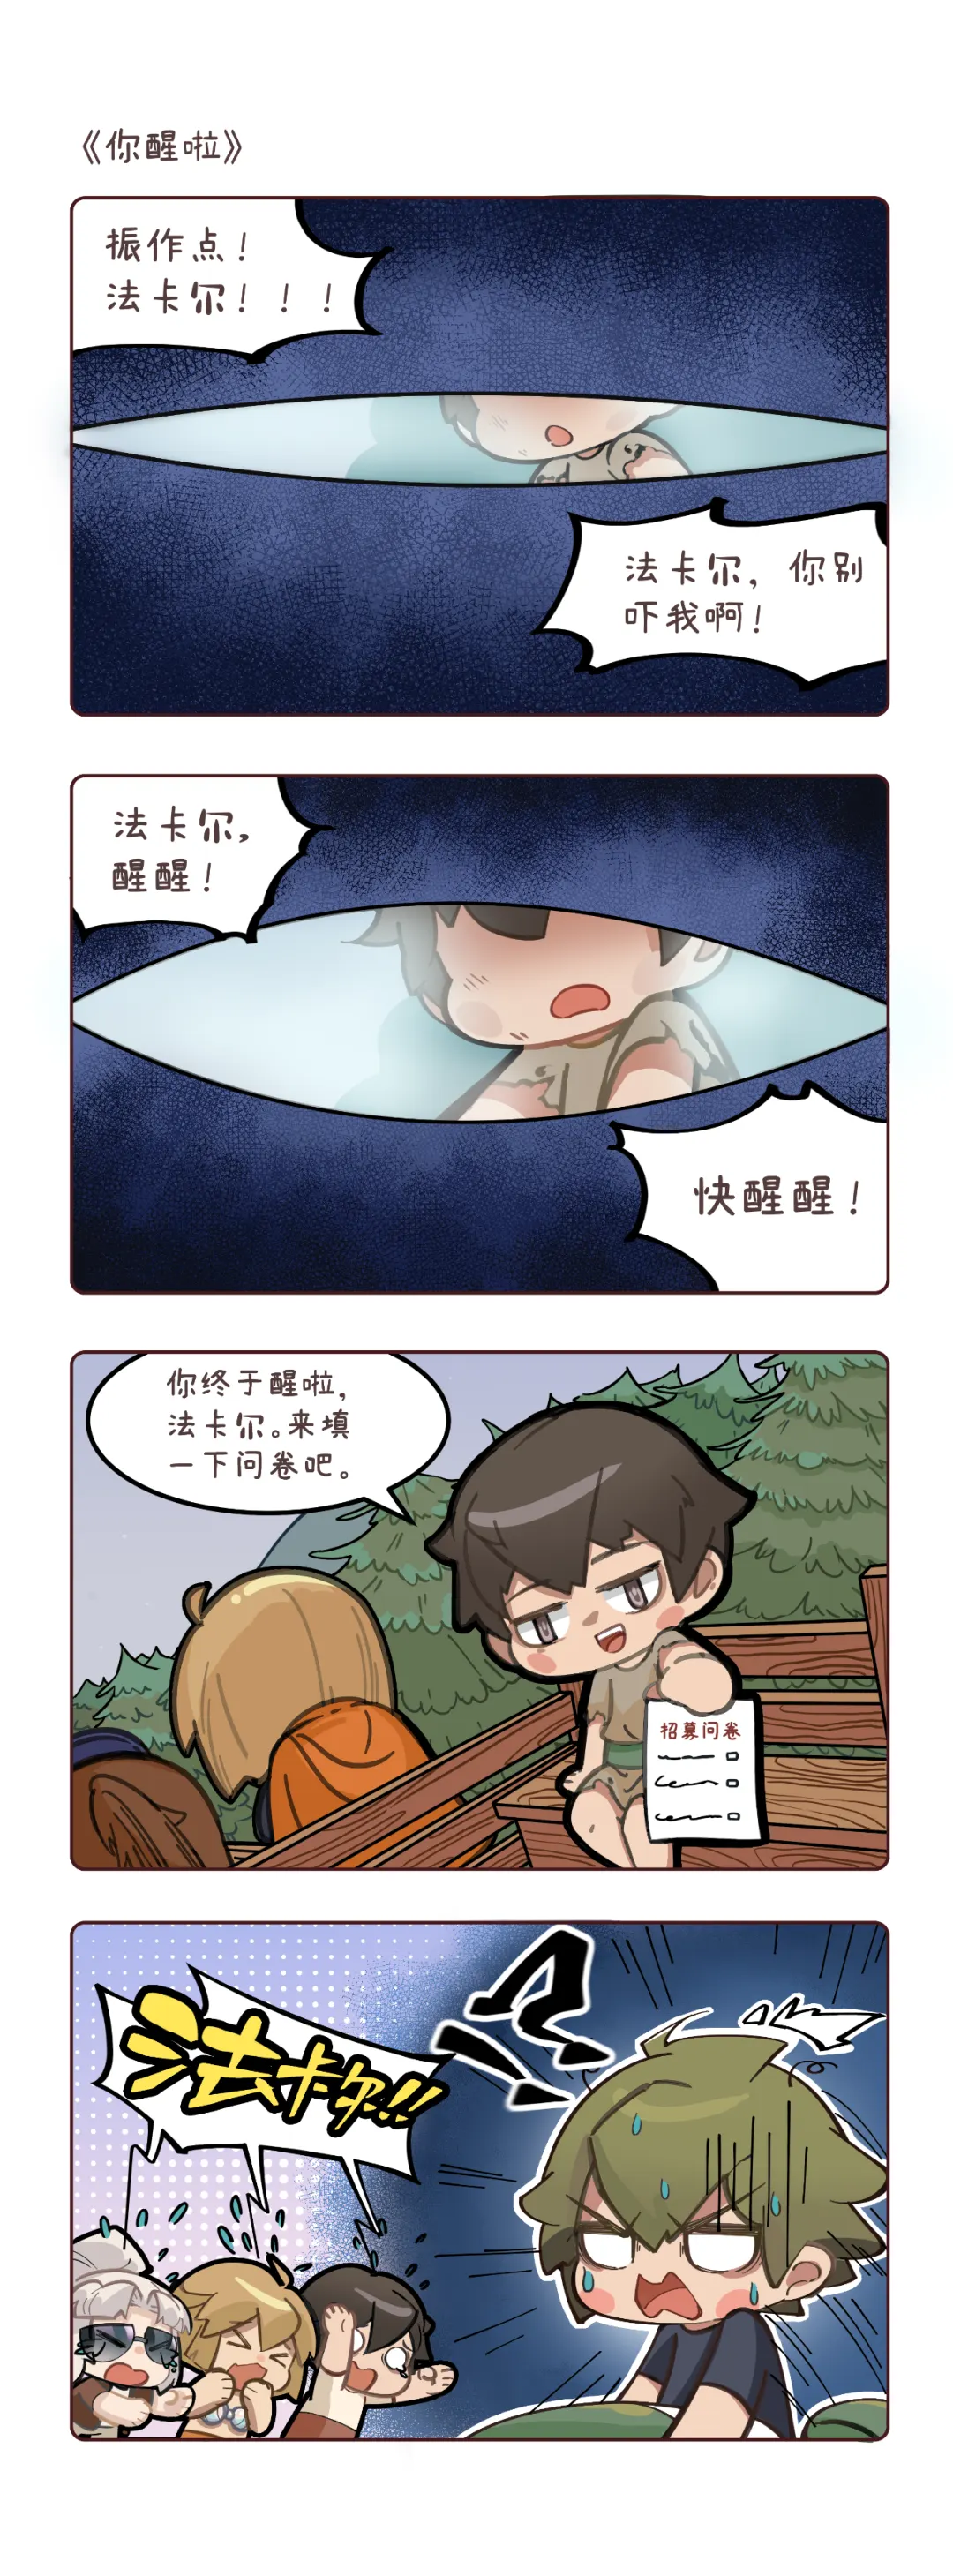 《你醒啦》
振作点！
法卡尔！！！
法卡尔，你别
吓我啊！
法卡尔，
醒醒！
快醒醒！
你终于醒啦，
法卡尔。来填
一下问卷吧。
招募问卷
法卡尔!!